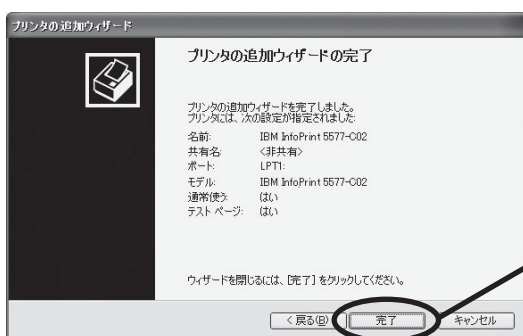 プリンタの追加ウィザード
プリンタの追加ウィザードの完了
プリンタの追加ウィザードを完了しました。
プリンタには、次の設定が指定されました:
名前: IBM InfoPrint 5577-C02
共有名: <非共有>
ポート: LPT1:
モデル: IBM InfoPrint 5577-C02
通常使う: はい
テスト ページ: はい
ウィザードを閉じるには、[完了] をクリックしてください。
< 戻る(B) 完了 キャンセル